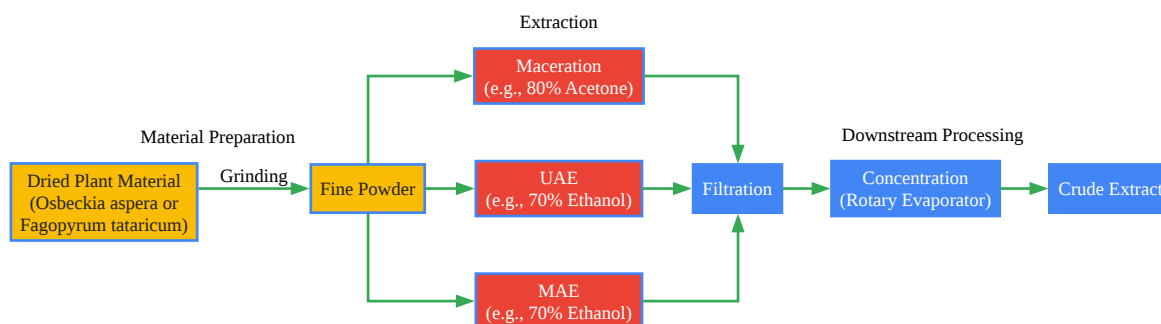 Extraction
Maceration
(e.g., 80% Acetone)
Material Preparation
Downstream Processing
Dried Plant Material
(Osbeckia aspera or
Fagopyrum tataricum)
Grinding
Fine Powder
UAE
(e.g., 70% Ethanol)
Filtration
Concentration
(Rotary Evaporator)
Crude Extract
MAE
(e.g., 70% Ethanol)